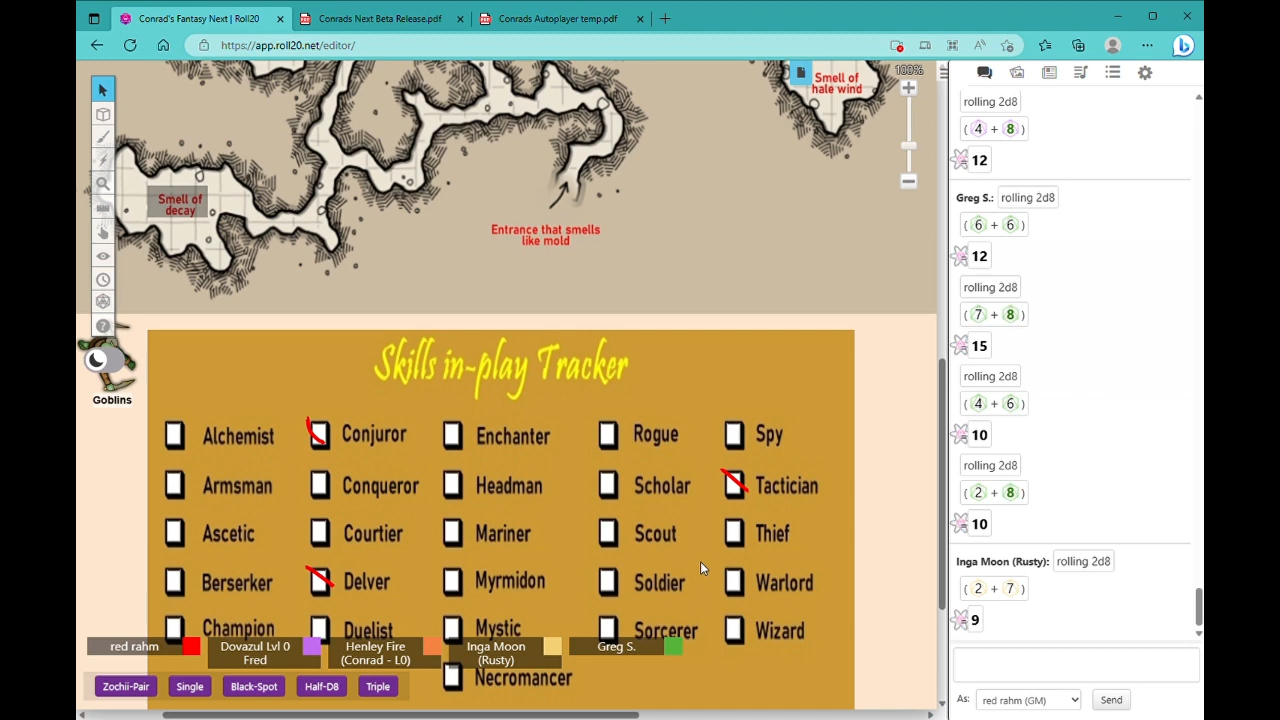 Conrad's Fantasy Next | Roll20
Conrads Next Beta Release.pdf
Conrads Autoplayer temp.pdf
https://app.roll20.net/editor/
100%
Smell of
hale wind
Smell of
decay
Entrance that smells
like mold
Goblins
Skills in-play Tracker
Alchemist
Conjuror
Enchanter
Rogue
Spy
Armsman
Conqueror
Headman
Scholar
Tactician
Ascetic
Courtier
Mariner
Scout
Thief
Berserker
Delver
Myrmidon
Soldier
Warlord
Champion
Duelist
Mystic
Sorcerer
Wizard
Necromancer
red rahm
Dovazul Lvl 0
Fred
Henley Fire
(Conrad - L0)
Inga Moon
(Rusty)
Greg S.
Zochii-Pair
Single
Black-Spot
Half-D8
Triple
rolling 2d8
(4 + 8)
= 12
Greg S.: rolling 2d8
(6 + 6)
= 12
rolling 2d8
(7 + 8)
= 15
rolling 2d8
(4 + 6)
= 10
rolling 2d8
(2 + 8)
= 10
Inga Moon (Rusty): rolling 2d8
(2 + 7)
= 9
As: red rahm (GM) Send